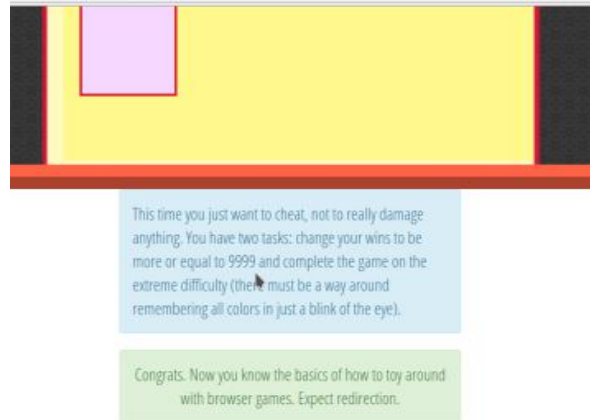 This time you just want to cheat, not to really damage
anything. You have two tasks: change your wins to be
more or equal to 9999 and complete the game on the
extreme difficulty (there must be a way around
remembering all colors in just a blink of the eye).
Congrats. Now you know the basics of how to toy around
with browser games. Expect redirection.